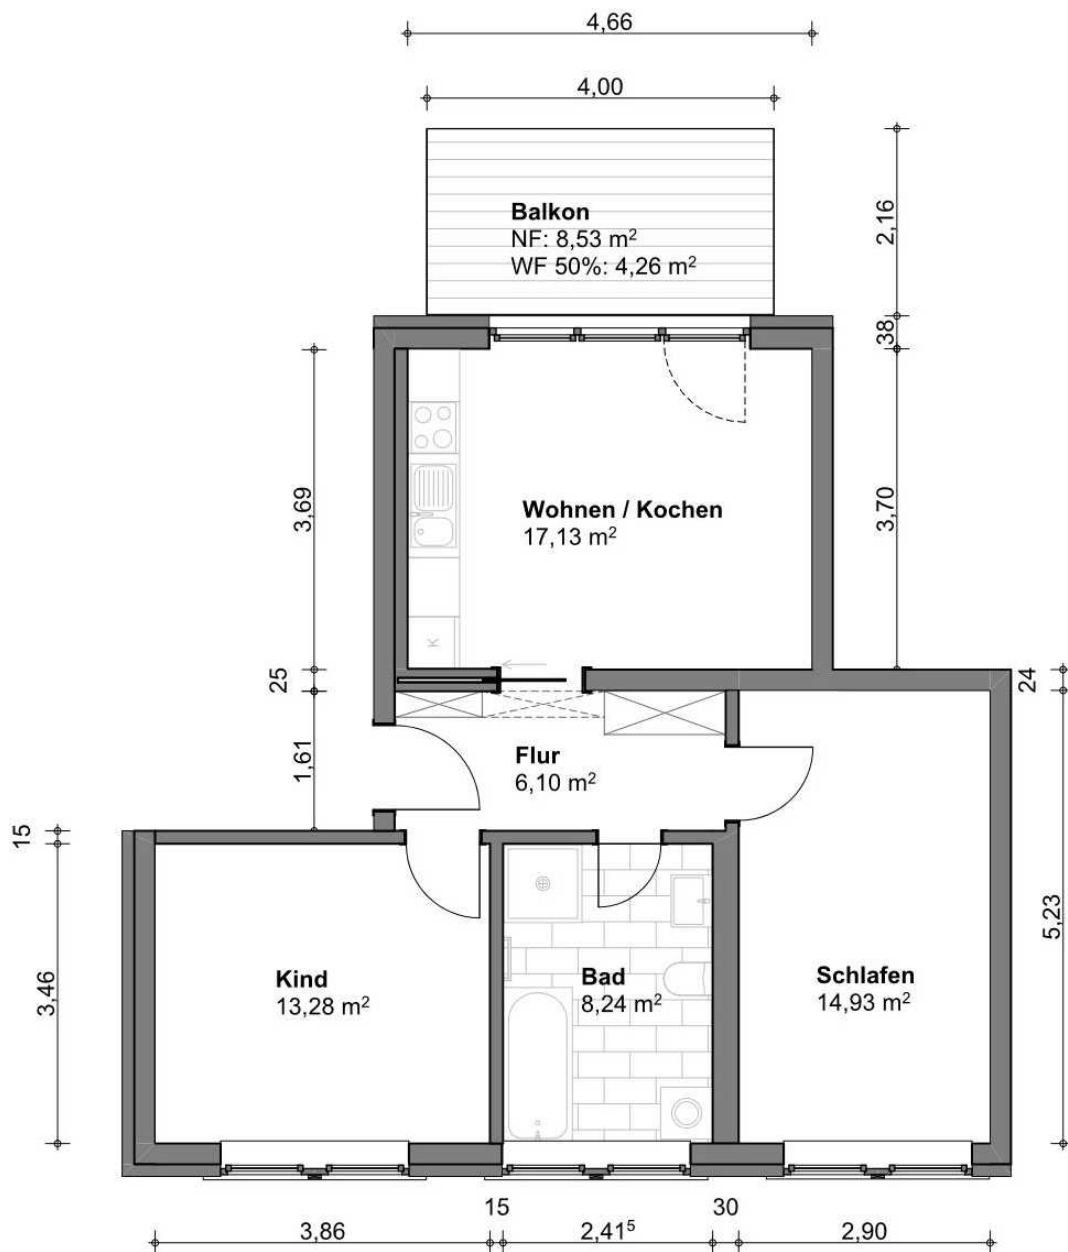 4,66
4,00
Balkon
NF: 8,53 m²
WF 50%: 4,26 m²
2,16
38
3,69
3,70
Wohnen / Kochen
17,13 m²
K
25
24
Flur
6,10 m²
1,61
15
3,46
Kind
13,28 m²
Bad
8,24 m²
Schlafen
14,93 m²
5,23
15
30
3,86
2,41⁵
2,90